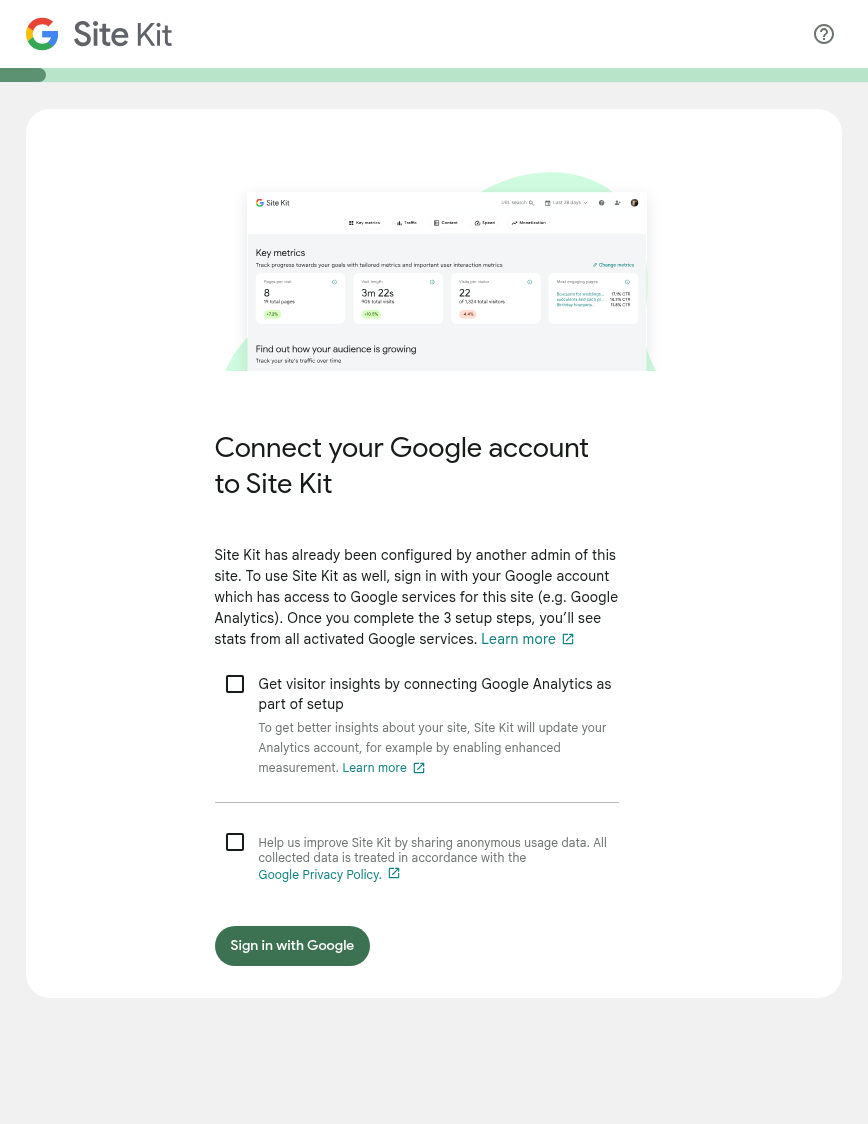 Site Kit
Site Kit
URL Search
Last 28 days
Key metrics
Traffic
Content
Speed
Monetization
Key metrics
Track progress towards your goals with tailored metrics and important user interaction metrics
Change metrics
Pages per visit
8
19 total pages
+7.2%
Visit length
3m 22s
906 total visits
+10.5%
Visits per visitor
22
of 1,324 total visitors
-4.4%
Most engaging pages
17.1% CTR
14.2% CTR
11.8% CTR
Find out how your audience is growing
Track your site's traffic over time
Connect your Google account
to Site Kit
Site Kit has already been configured by another admin of this
site. To use Site Kit as well, sign in with your Google account
which has access to Google services for this site (e.g. Google
Analytics). Once you complete the 3 setup steps, you’ll see
stats from all activated Google services. Learn more
Get visitor insights by connecting Google Analytics as
part of setup
To get better insights about your site, Site Kit will update your
Analytics account, for example by enabling enhanced
measurement. Learn more
Help us improve Site Kit by sharing anonymous usage data. All
collected data is treated in accordance with the
Google Privacy Policy.
Sign in with Google